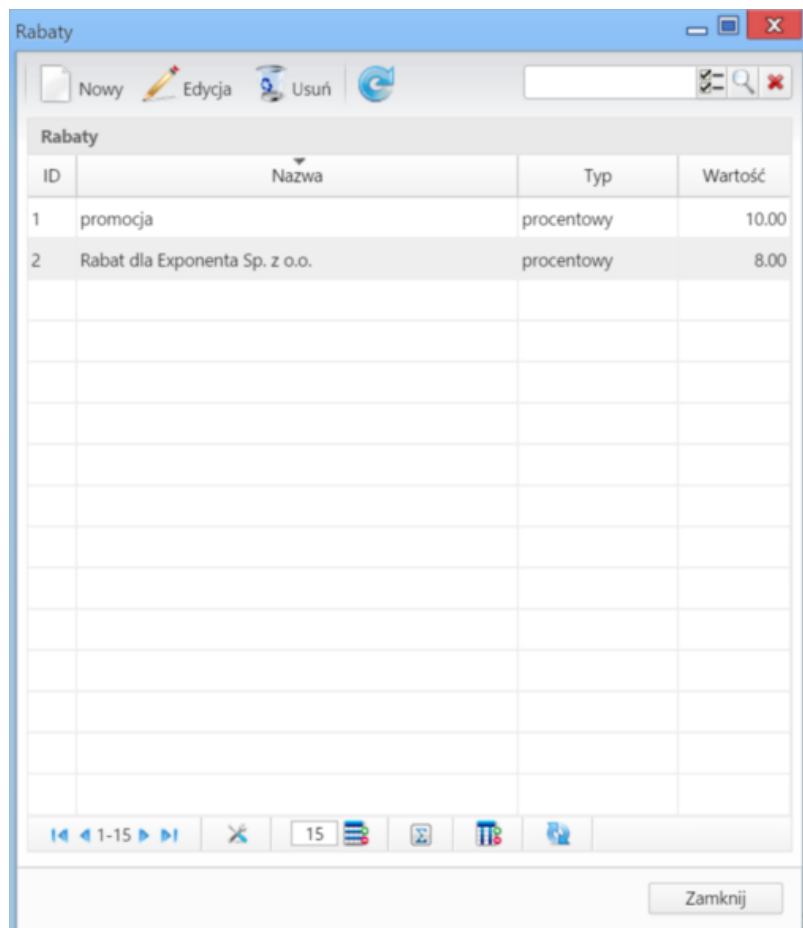 Rabaty
Nowy Edycja Usuń
Rabaty
ID Nazwa Typ Wartość
1 promocja procentowy 10.00
2 Rabat dla Exponenta Sp. z o.o. procentowy 8.00
1-15 15
Zamknij